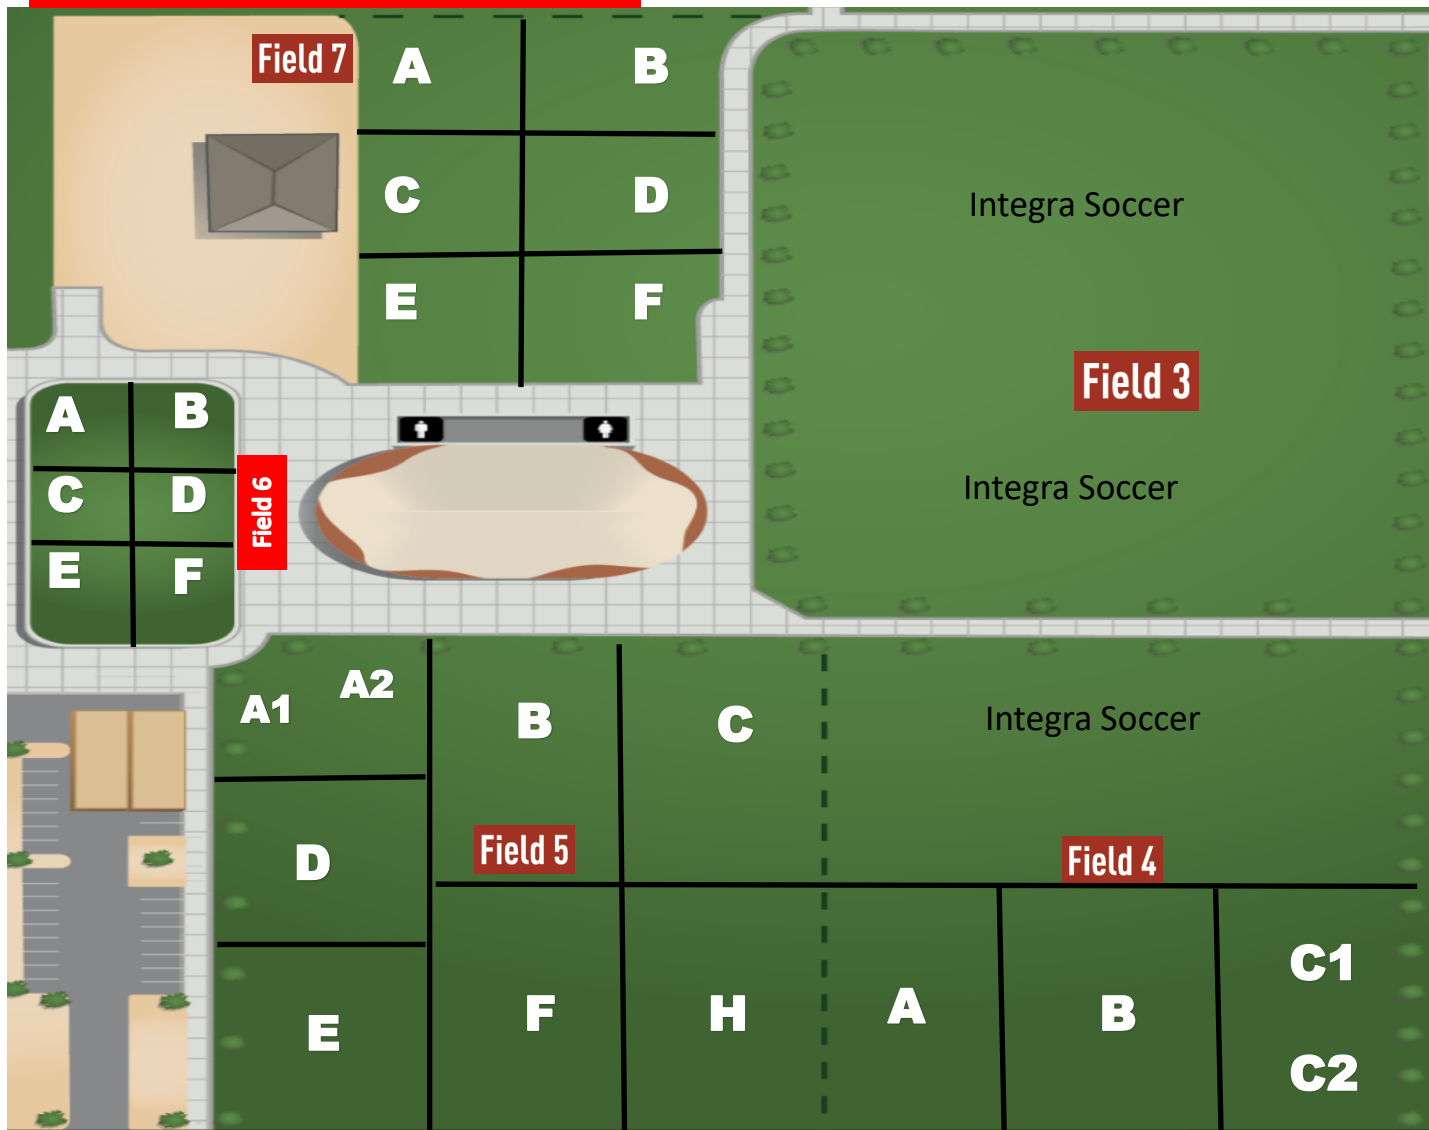 Field 7
A
B
C
D
E
F
Integra Soccer
Field 3
Integra Soccer
A
B
C
D
E
F
Field 6
A1
A2
B
C
Integra Soccer
D
Field 5
Field 4
E
F
H
A
B
C1
C2